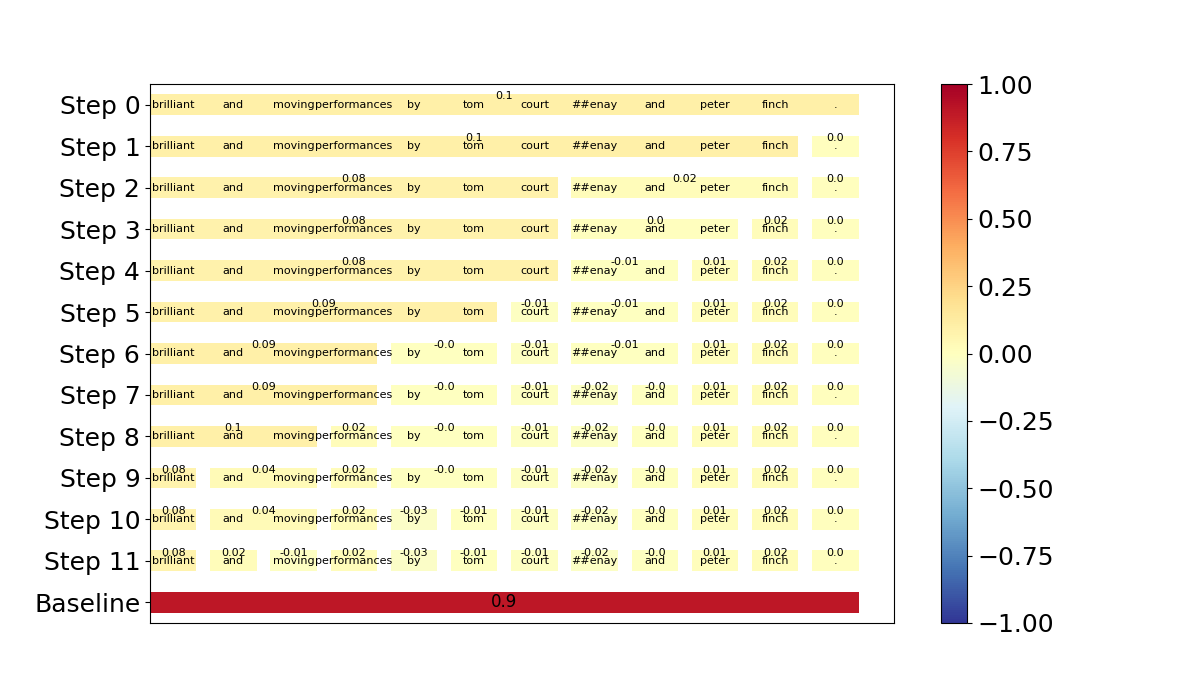 0.1
Step 0 brilliant and moving performances by tom court ##enay and peter finch .
0.1 0.0
Step 1 brilliant and moving performances by tom court ##enay and peter finch .
0.08 0.02 0.0
Step 2 brilliant and moving performances by tom court ##enay and peter finch .
0.08 0.0 0.02 0.0
Step 3 brilliant and moving performances by tom court ##enay and peter finch .
0.08 -0.01 0.01 0.02 0.0
Step 4 brilliant and moving performances by tom court ##enay and peter finch .
0.09 -0.01 -0.01 0.01 0.02 0.0
Step 5 brilliant and moving performances by tom court ##enay and peter finch .
0.09 -0.0 -0.01 -0.01 0.01 0.02 0.0
Step 6 brilliant and moving performances by tom court ##enay and peter finch .
0.09 -0.0 -0.01 -0.02 -0.0 0.01 0.02 0.0
Step 7 brilliant and moving performances by tom court ##enay and peter finch .
0.1 0.02 -0.0 -0.01 -0.02 -0.0 0.01 0.02 0.0
Step 8 brilliant and moving performances by tom court ##enay and peter finch .
0.08 0.04 0.02 -0.0 -0.01 -0.02 -0.0 0.01 0.02 0.0
Step 9 brilliant and moving performances by tom court ##enay and peter finch .
0.08 0.04 0.02 -0.03 -0.01 -0.01 -0.02 -0.0 0.01 0.02 0.0
Step 10 brilliant and moving performances by tom court ##enay and peter finch .
0.08 0.02 -0.01 0.02 -0.03 -0.01 -0.01 -0.02 -0.0 0.01 0.02 0.0
Step 11 brilliant and moving performances by tom court ##enay and peter finch .
Baseline 0.9
1.00
0.75
0.50
0.25
0.00
−0.25
−0.50
−0.75
−1.00